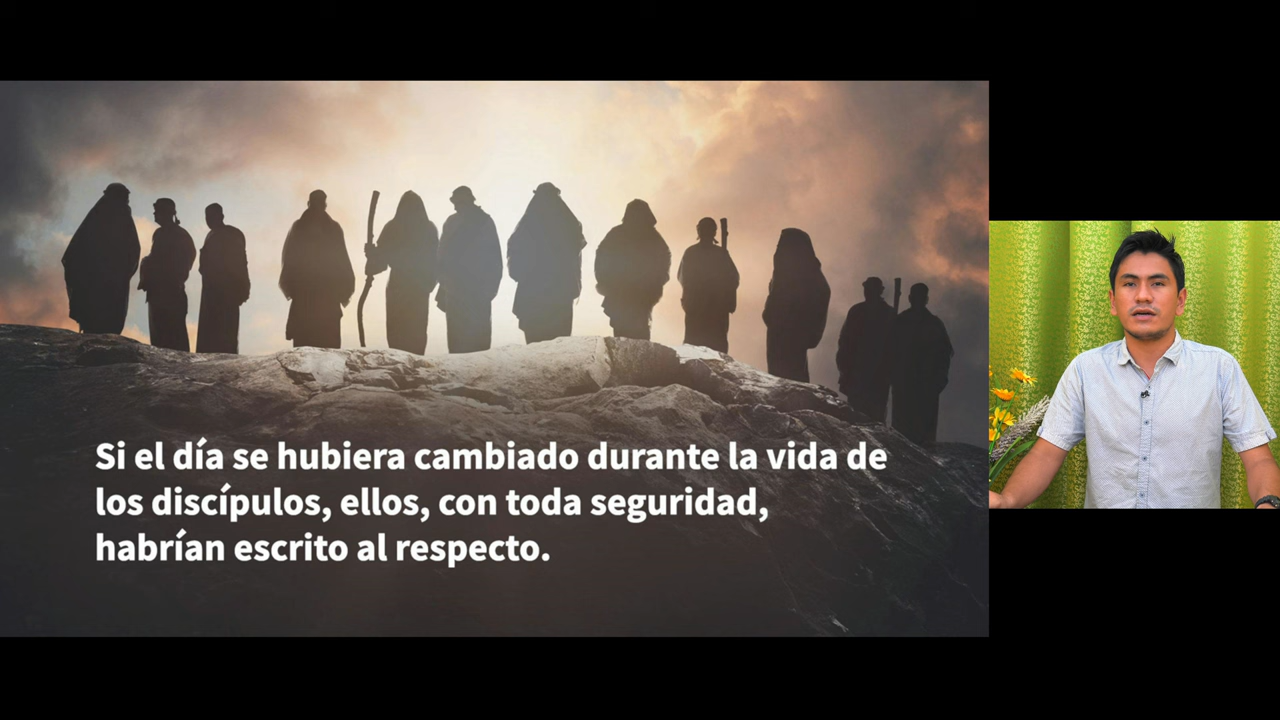 Si el día se hubiera cambiado durante la vida de
los discípulos, ellos, con toda seguridad,
habrían escrito al respecto.